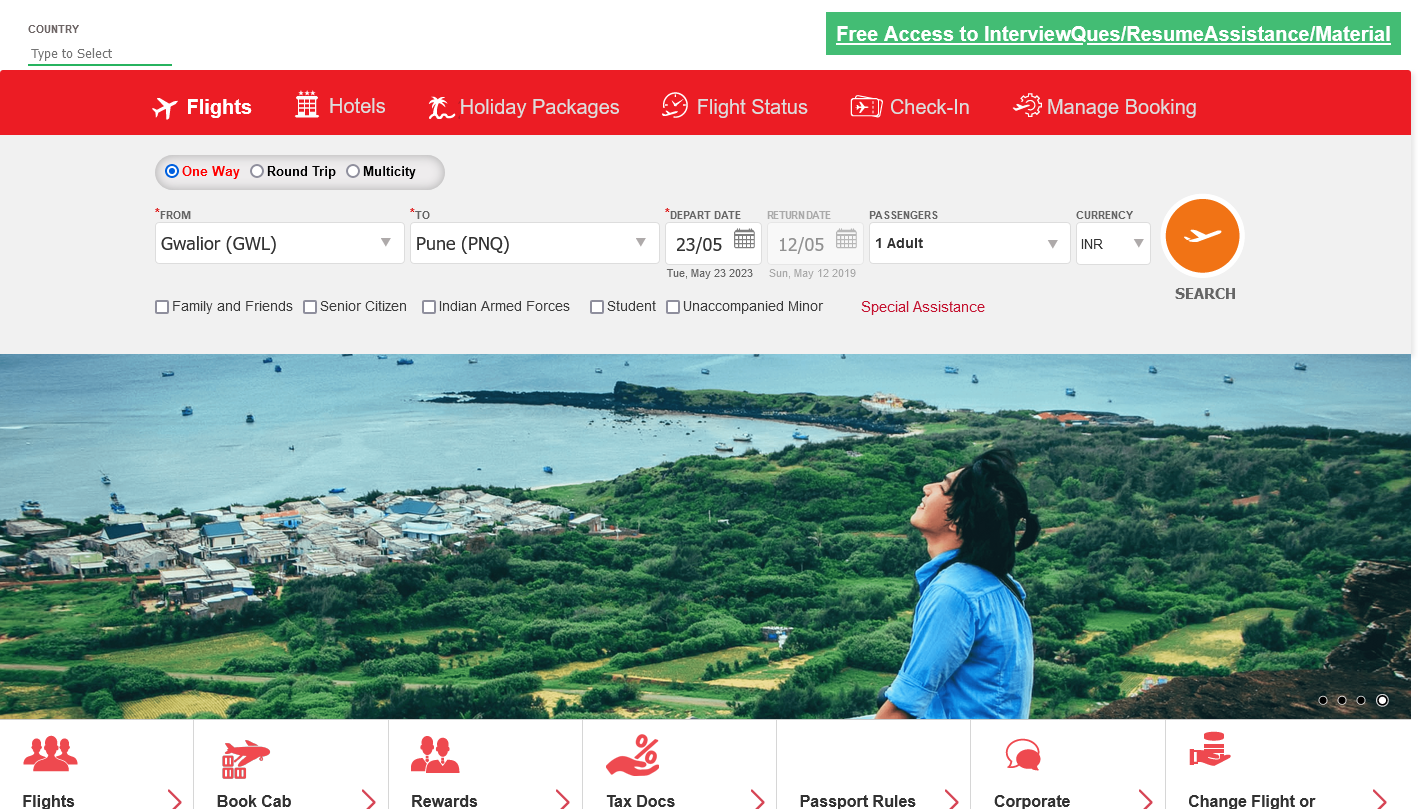 COUNTRY
Type to Select
Free Access to InterviewQues/ResumeAssistance/Material
Flights
Hotels
Holiday Packages
Flight Status
Check-In
Manage Booking
One Way
Round Trip
Multicity
*FROM
*TO
*DEPART DATE
RETURN DATE
PASSENGERS
CURRENCY
Gwalior (GWL)
Pune (PNQ)
23/05
12/05
1 Adult
INR
Tue, May 23 2023
Sun, May 12 2019
SEARCH
Family and Friends
Senior Citizen
Indian Armed Forces
Student
Unaccompanied Minor
Special Assistance
Flights
Book Cab
Rewards
Tax Docs
Passport Rules
Corporate
Change Flight or